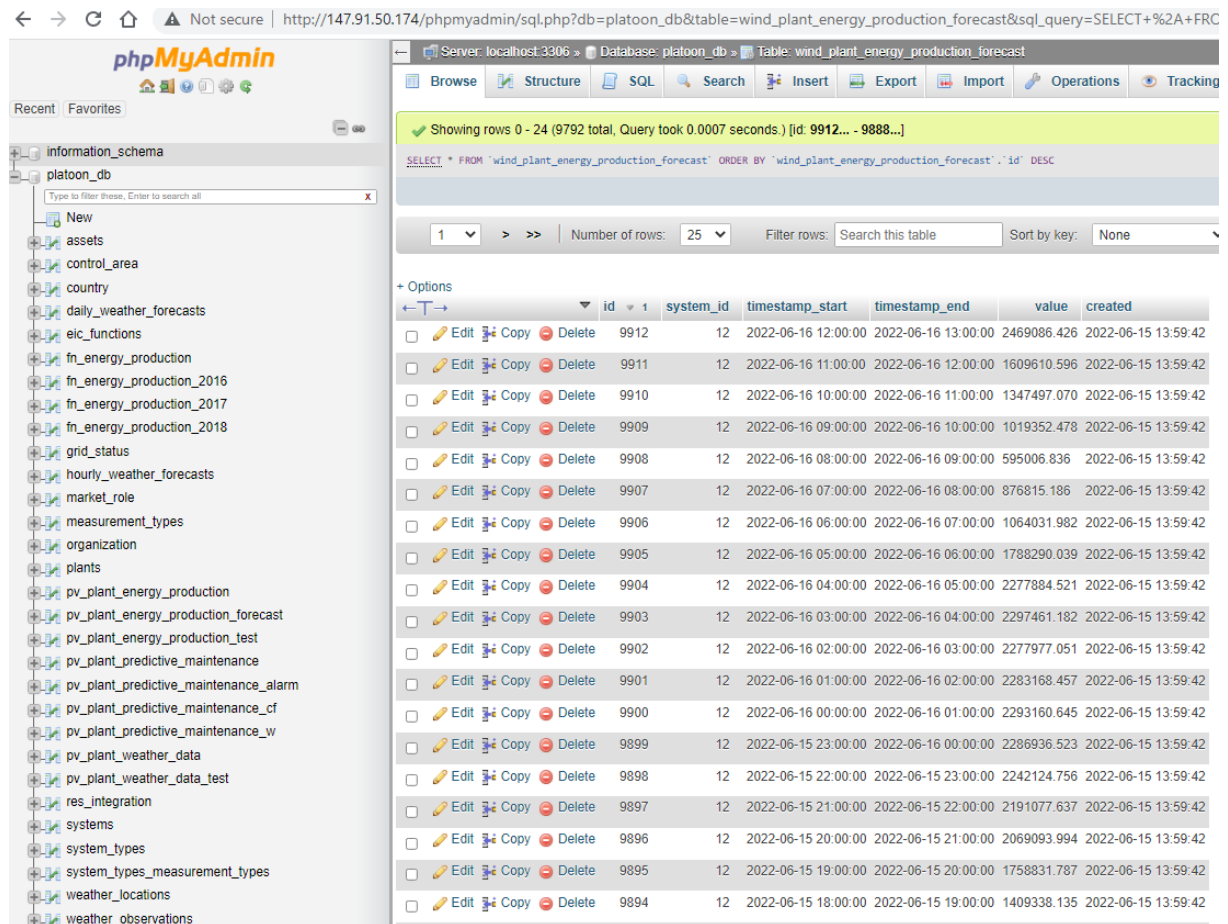 Not secure | http://147.91.50.174/phpmyadmin/sql.php?db=platoon_db&table=wind_plant_energy_production_forecast&sql_query=SELECT+%2A+FRO
phpMyAdmin
Recent Favorites
information_schema
platoon_db
Type to filter these, Enter to search all X
New
assets
control_area
country
daily_weather_forecasts
eic_functions
fn_energy_production
fn_energy_production_2016
fn_energy_production_2017
fn_energy_production_2018
grid_status
hourly_weather_forecasts
market_role
measurement_types
organization
plants
pv_plant_energy_production
pv_plant_energy_production_forecast
pv_plant_energy_production_test
pv_plant_predictive_maintenance
pv_plant_predictive_maintenance_alarm
pv_plant_predictive_maintenance_cf
pv_plant_predictive_maintenance_w
pv_plant_weather_data
pv_plant_weather_data_test
res_integration
systems
system_types
system_types_measurement_types
weather_locations
weather_observations
Server: localhost:3306 » Database: platoon_db » Table: wind_plant_energy_production_forecast
Browse Structure SQL Search Insert Export Import Operations Tracking
Showing rows 0 - 24 (9792 total, Query took 0.0007 seconds.) [id: 9912... - 9888...]
SELECT * FROM `wind_plant_energy_production_forecast` ORDER BY `wind_plant_energy_production_forecast`.`id` DESC
1 > >> | Number of rows: 25 Filter rows: Search this table Sort by key: None
+ Options
←T→ id 1 system_id timestamp_start timestamp_end value created
Edit Copy Delete 9912 12 2022-06-16 12:00:00 2022-06-16 13:00:00 2469086.426 2022-06-15 13:59:42
Edit Copy Delete 9911 12 2022-06-16 11:00:00 2022-06-16 12:00:00 1609610.596 2022-06-15 13:59:42
Edit Copy Delete 9910 12 2022-06-16 10:00:00 2022-06-16 11:00:00 1347497.070 2022-06-15 13:59:42
Edit Copy Delete 9909 12 2022-06-16 09:00:00 2022-06-16 10:00:00 1019352.478 2022-06-15 13:59:42
Edit Copy Delete 9908 12 2022-06-16 08:00:00 2022-06-16 09:00:00 595006.836 2022-06-15 13:59:42
Edit Copy Delete 9907 12 2022-06-16 07:00:00 2022-06-16 08:00:00 876815.186 2022-06-15 13:59:42
Edit Copy Delete 9906 12 2022-06-16 06:00:00 2022-06-16 07:00:00 1064031.982 2022-06-15 13:59:42
Edit Copy Delete 9905 12 2022-06-16 05:00:00 2022-06-16 06:00:00 1788290.039 2022-06-15 13:59:42
Edit Copy Delete 9904 12 2022-06-16 04:00:00 2022-06-16 05:00:00 2277884.521 2022-06-15 13:59:42
Edit Copy Delete 9903 12 2022-06-16 03:00:00 2022-06-16 04:00:00 2297461.182 2022-06-15 13:59:42
Edit Copy Delete 9902 12 2022-06-16 02:00:00 2022-06-16 03:00:00 2277977.051 2022-06-15 13:59:42
Edit Copy Delete 9901 12 2022-06-16 01:00:00 2022-06-16 02:00:00 2283168.457 2022-06-15 13:59:42
Edit Copy Delete 9900 12 2022-06-16 00:00:00 2022-06-16 01:00:00 2293160.645 2022-06-15 13:59:42
Edit Copy Delete 9899 12 2022-06-15 23:00:00 2022-06-16 00:00:00 2286936.523 2022-06-15 13:59:42
Edit Copy Delete 9898 12 2022-06-15 22:00:00 2022-06-15 23:00:00 2242124.756 2022-06-15 13:59:42
Edit Copy Delete 9897 12 2022-06-15 21:00:00 2022-06-15 22:00:00 2191077.637 2022-06-15 13:59:42
Edit Copy Delete 9896 12 2022-06-15 20:00:00 2022-06-15 21:00:00 2069093.994 2022-06-15 13:59:42
Edit Copy Delete 9895 12 2022-06-15 19:00:00 2022-06-15 20:00:00 1758831.787 2022-06-15 13:59:42
Edit Copy Delete 9894 12 2022-06-15 18:00:00 2022-06-15 19:00:00 1409338.135 2022-06-15 13:59:42